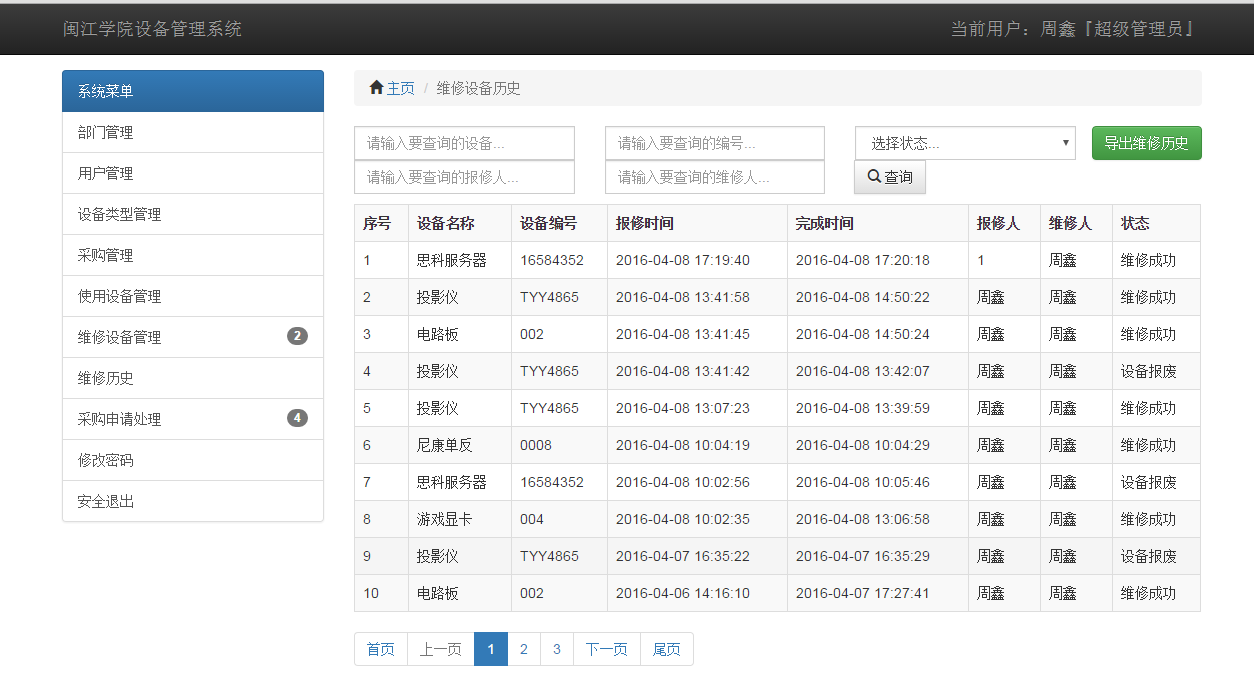 闽江学院设备管理系统
当前用户：周鑫『超级管理员』
系统菜单
部门管理
用户管理
设备类型管理
采购管理
使用设备管理
维修设备管理 2
维修历史
采购申请处理 4
修改密码
安全退出
主页 / 维修设备历史
请输入要查询的设备... 请输入要查询的编号... 选择状态... 导出维修历史
请输入要查询的报修人... 请输入要查询的维修人... 查询
序号 设备名称 设备编号 报修时间 完成时间 报修人 维修人 状态
1 思科服务器 16584352 2016-04-08 17:19:40 2016-04-08 17:20:18 1 周鑫 维修成功
2 投影仪 TYY4865 2016-04-08 13:41:58 2016-04-08 14:50:22 周鑫 周鑫 维修成功
3 电路板 002 2016-04-08 13:41:45 2016-04-08 14:50:24 周鑫 周鑫 维修成功
4 投影仪 TYY4865 2016-04-08 13:41:42 2016-04-08 13:42:07 周鑫 周鑫 设备报废
5 投影仪 TYY4865 2016-04-08 13:07:23 2016-04-08 13:39:59 周鑫 周鑫 维修成功
6 尼康单反 0008 2016-04-08 10:04:19 2016-04-08 10:04:29 周鑫 周鑫 维修成功
7 思科服务器 16584352 2016-04-08 10:02:56 2016-04-08 10:05:46 周鑫 周鑫 设备报废
8 游戏显卡 004 2016-04-08 10:02:35 2016-04-08 13:06:58 周鑫 周鑫 维修成功
9 投影仪 TYY4865 2016-04-07 16:35:22 2016-04-07 16:35:29 周鑫 周鑫 设备报废
10 电路板 002 2016-04-06 14:16:10 2016-04-07 17:27:41 周鑫 周鑫 维修成功
首页 上一页 1 2 3 下一页 尾页